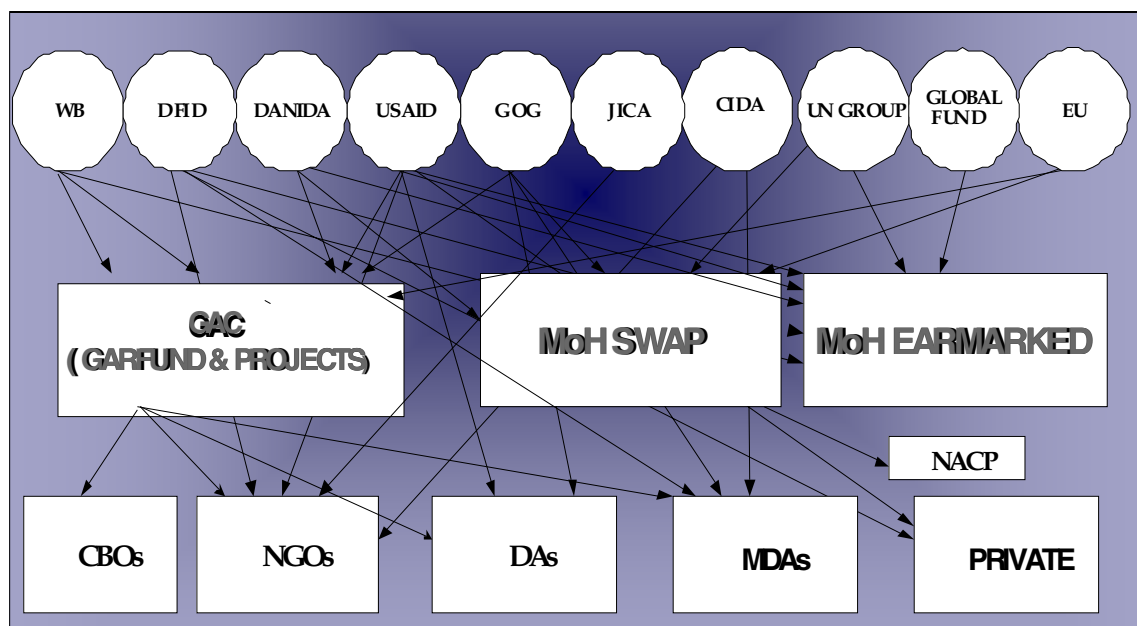 WB
DFID
DANIDA
USAID
GOG
JICA
CIDA
UN GROUP
GLOBAL
FUND
EU
GAC
( GARFUND & PROJECTS)
MoH SWAP
MoH EARMARKED
NACP
CBOs
NGOs
DAs
MDAs
PRIVATE